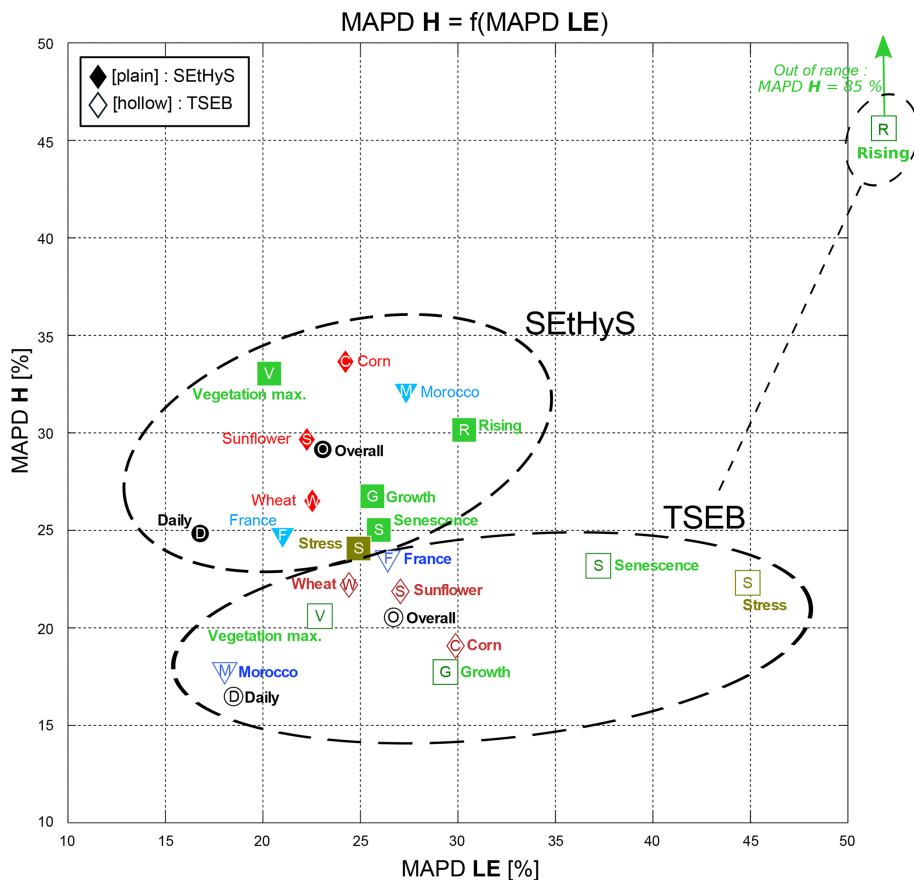 MAPD H = f(MAPD LE)
50
[plain] : SEtHyS
[hollow] : TSEB
Out of range :
MAPD H = 85 %
R
Rising
45
40
35
SEtHyS
C Corn
V
Vegetation max.
M Morocco
MAPD H [%]
30
R Rising
Sunflower S
O Overall
Wheat W
G Growth
25
Daily D
France
F
Senescence
S
TSEB
Stress S
F France
S Senescence
Wheat W
S Sunflower
S
Stress
20
V
Vegetation max.
O Overall
C Corn
M Morocco
G Growth
D Daily
15
10
10 15 20 25 30 35 40 45 50
MAPD LE [%]